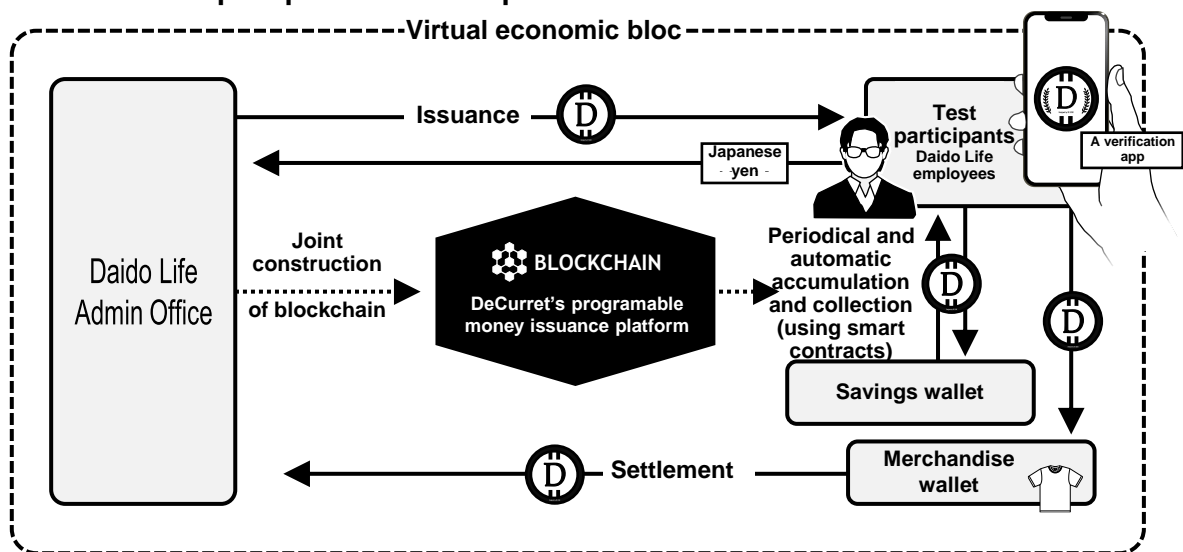 Virtual economic bloc
Issuance
D
Test
participants
Daido Life
employees
D
A verification
app
Japanese
yen
Daido Life
Admin Office
Joint
construction
of blockchain
BLOCKCHAIN
DeCurret's programable
money issuance platform
Periodical and
automatic
accumulation
and collection
(using smart
contracts)
D
D
Savings wallet
D
Settlement
Merchandise
wallet